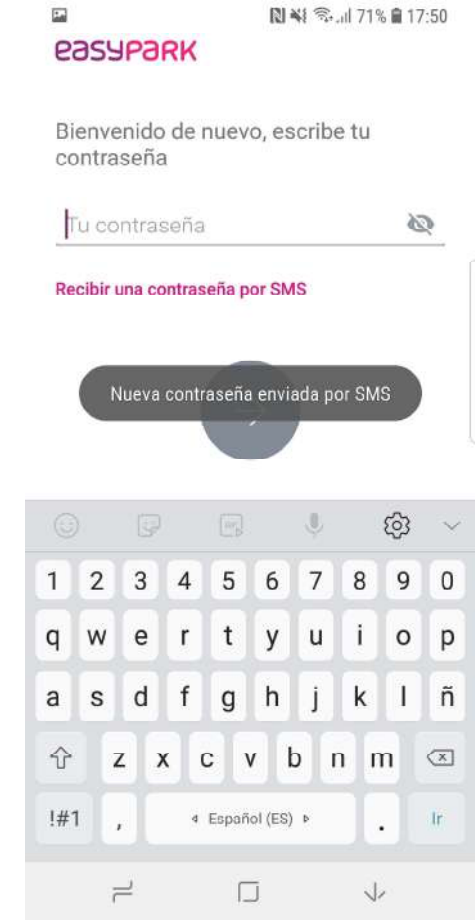 71% 17:50
easyPaRK
Bienvenido de nuevo, escribe tu
contraseña
Tu contraseña
Recibir una contraseña por SMS
Nueva contraseña enviada por SMS
GIF
1 2 3 4 5 6 7 8 9 0
q w e r t y u i o p
a s d f g h j k l ñ
z x c v b n m
!#1 , Español (ES) . Ir